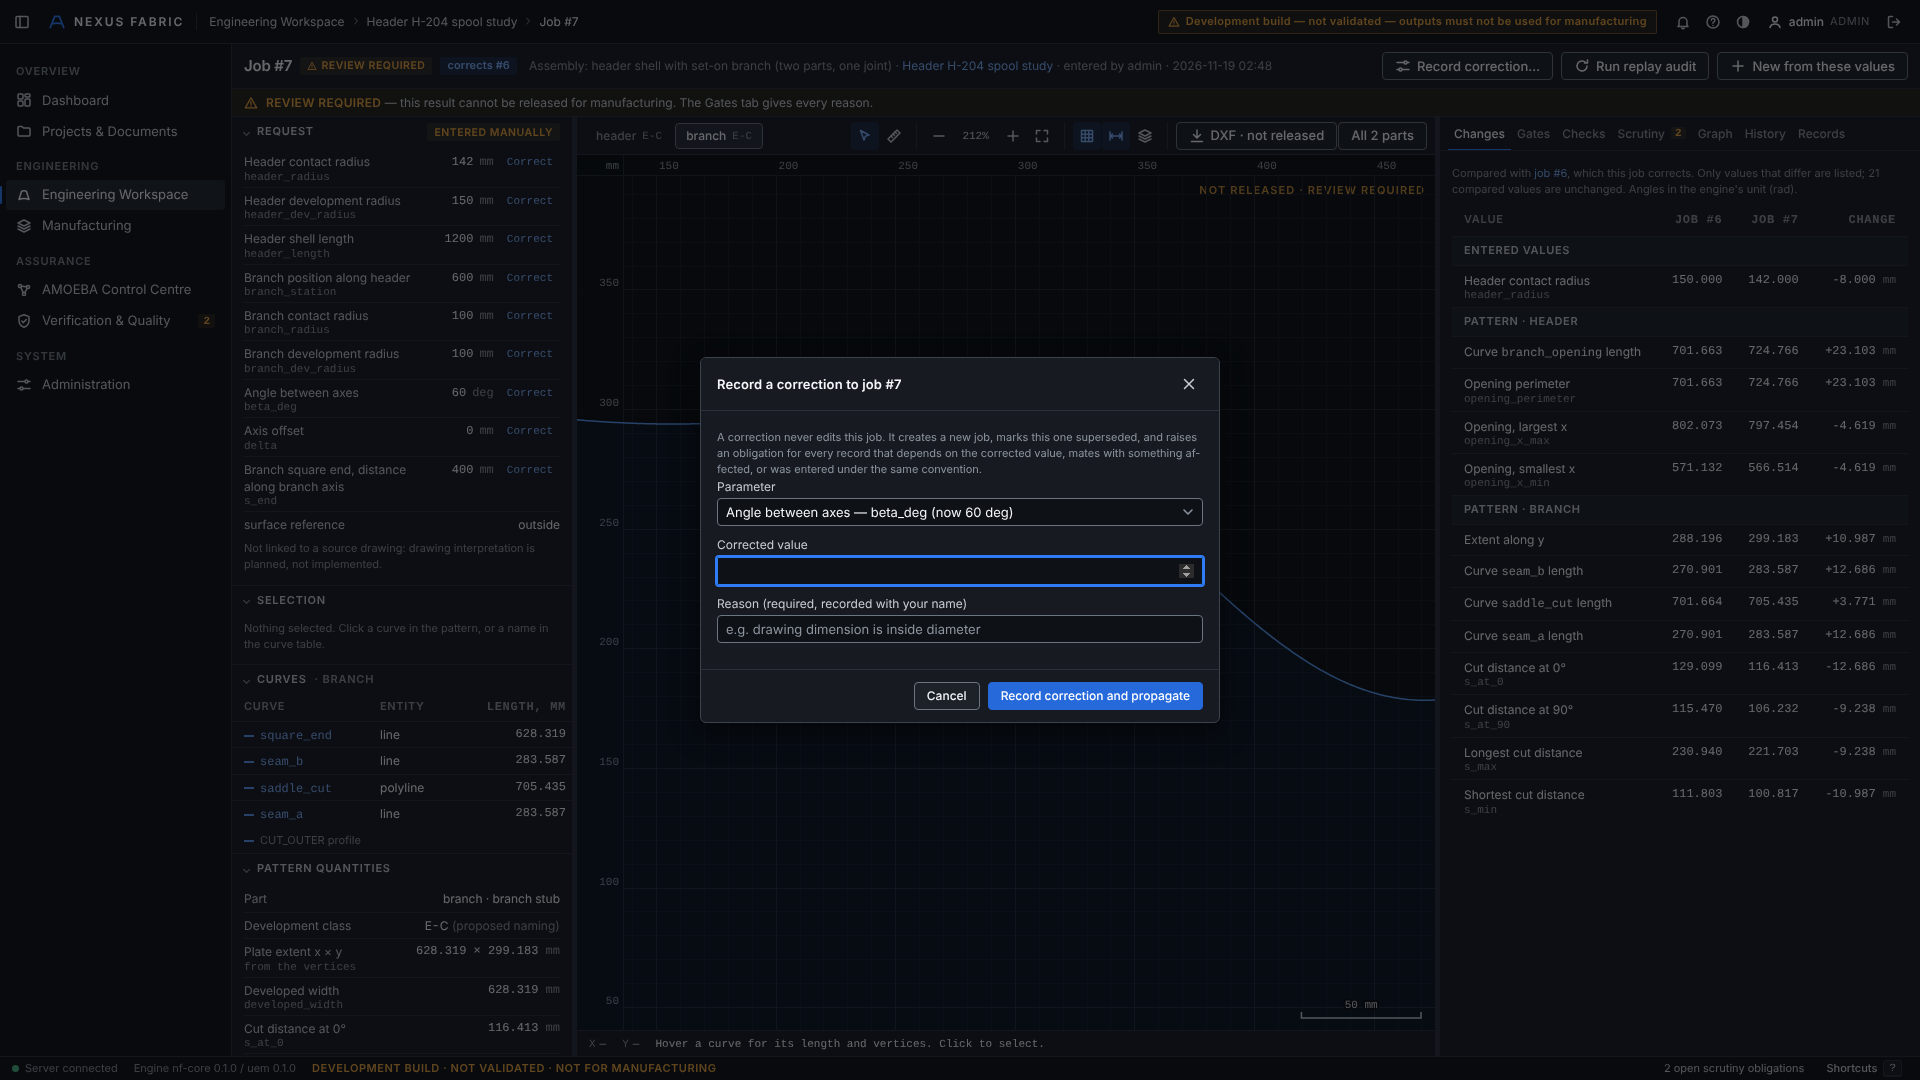 NEXUS FABRIC
Engineering Workspace › Header H-204 spool study › Job #7
Development build — not validated — outputs must not be used for manufacturing
admin ADMIN
OVERVIEW
Dashboard
Projects & Documents
ENGINEERING
Engineering Workspace
Manufacturing
ASSURANCE
AMOEBA Control Centre
Verification & Quality 2
SYSTEM
Administration
Job #7 REVIEW REQUIRED corrects #6 Assembly: header shell with set-on branch (two parts, one joint) · Header H-204 spool study · entered by admin · 2026-11-19 02:48
Record correction... Run replay audit New from these values
REVIEW REQUIRED — this result cannot be released for manufacturing. The Gates tab gives every reason.
REQUEST ENTERED MANUALLY
Header contact radius 142 mm Correct
header_radius
Header development radius 150 mm Correct
header_dev_radius
Header shell length 1200 mm Correct
header_length
Branch position along header 600 mm Correct
branch_station
Branch contact radius 100 mm Correct
branch_radius
Branch development radius 100 mm Correct
branch_dev_radius
Angle between axes 60 deg Correct
beta_deg
Axis offset 0 mm Correct
delta
Branch square end, distance along branch axis 400 mm Correct
s_end
surface reference outside
Not linked to a source drawing: drawing interpretation is
planned, not implemented.
SELECTION
Nothing selected. Click a curve in the pattern, or a name in
the curve table.
CURVES · BRANCH
CURVE ENTITY LENGTH, MM
square_end line 628.319
seam_b line 283.587
saddle_cut polyline 705.435
seam_a line 283.587
CUT_OUTER profile
PATTERN QUANTITIES
Part branch · branch stub
Development class E-C (proposed naming)
Plate extent x × y 628.319 × 299.183 mm
from the vertices
Developed width 628.319 mm
developed_width
Cut distance at 0° 116.413 mm
s_at_0
header E-C branch E-C
212%
DXF · not released All 2 parts
mm 150 200 250 300 350 400 450
NOT RELEASED · REVIEW REQUIRED
350
300
250
200
150
100
50
50 mm
X — Y — Hover a curve for its length and vertices. Click to select.
Record a correction to job #7
A correction never edits this job. It creates a new job, marks this one superseded, and raises
an obligation for every record that depends on the corrected value, mates with something af-
fected, or was entered under the same convention.
Parameter
Angle between axes — beta_deg (now 60 deg)
Corrected value
Reason (required, recorded with your name)
e.g. drawing dimension is inside diameter
Cancel Record correction and propagate
Changes Gates Checks Scrutiny 2 Graph History Records
Compared with job #6, which this job corrects. Only values that differ are listed; 21
compared values are unchanged. Angles in the engine's unit (rad).
VALUE JOB #6 JOB #7 CHANGE
ENTERED VALUES
Header contact radius 150.000 142.000 -8.000 mm
header_radius
PATTERN · HEADER
Curve branch_opening length 701.663 724.766 +23.103 mm
Opening perimeter 701.663 724.766 +23.103 mm
opening_perimeter
Opening, largest x 802.073 797.454 -4.619 mm
opening_x_max
Opening, smallest x 571.132 566.514 -4.619 mm
opening_x_min
PATTERN · BRANCH
Extent along y 288.196 299.183 +10.987 mm
Curve seam_b length 270.901 283.587 +12.686 mm
Curve saddle_cut length 701.664 705.435 +3.771 mm
Curve seam_a length 270.901 283.587 +12.686 mm
Cut distance at 0° 129.099 116.413 -12.686 mm
s_at_0
Cut distance at 90° 115.470 106.232 -9.238 mm
s_at_90
Longest cut distance 230.940 221.703 -9.238 mm
s_max
Shortest cut distance 111.803 100.817 -10.987 mm
s_min
Server connected Engine nf-core 0.1.0 / uem 0.1.0 DEVELOPMENT BUILD · NOT VALIDATED · NOT FOR MANUFACTURING
2 open scrutiny obligations Shortcuts ?